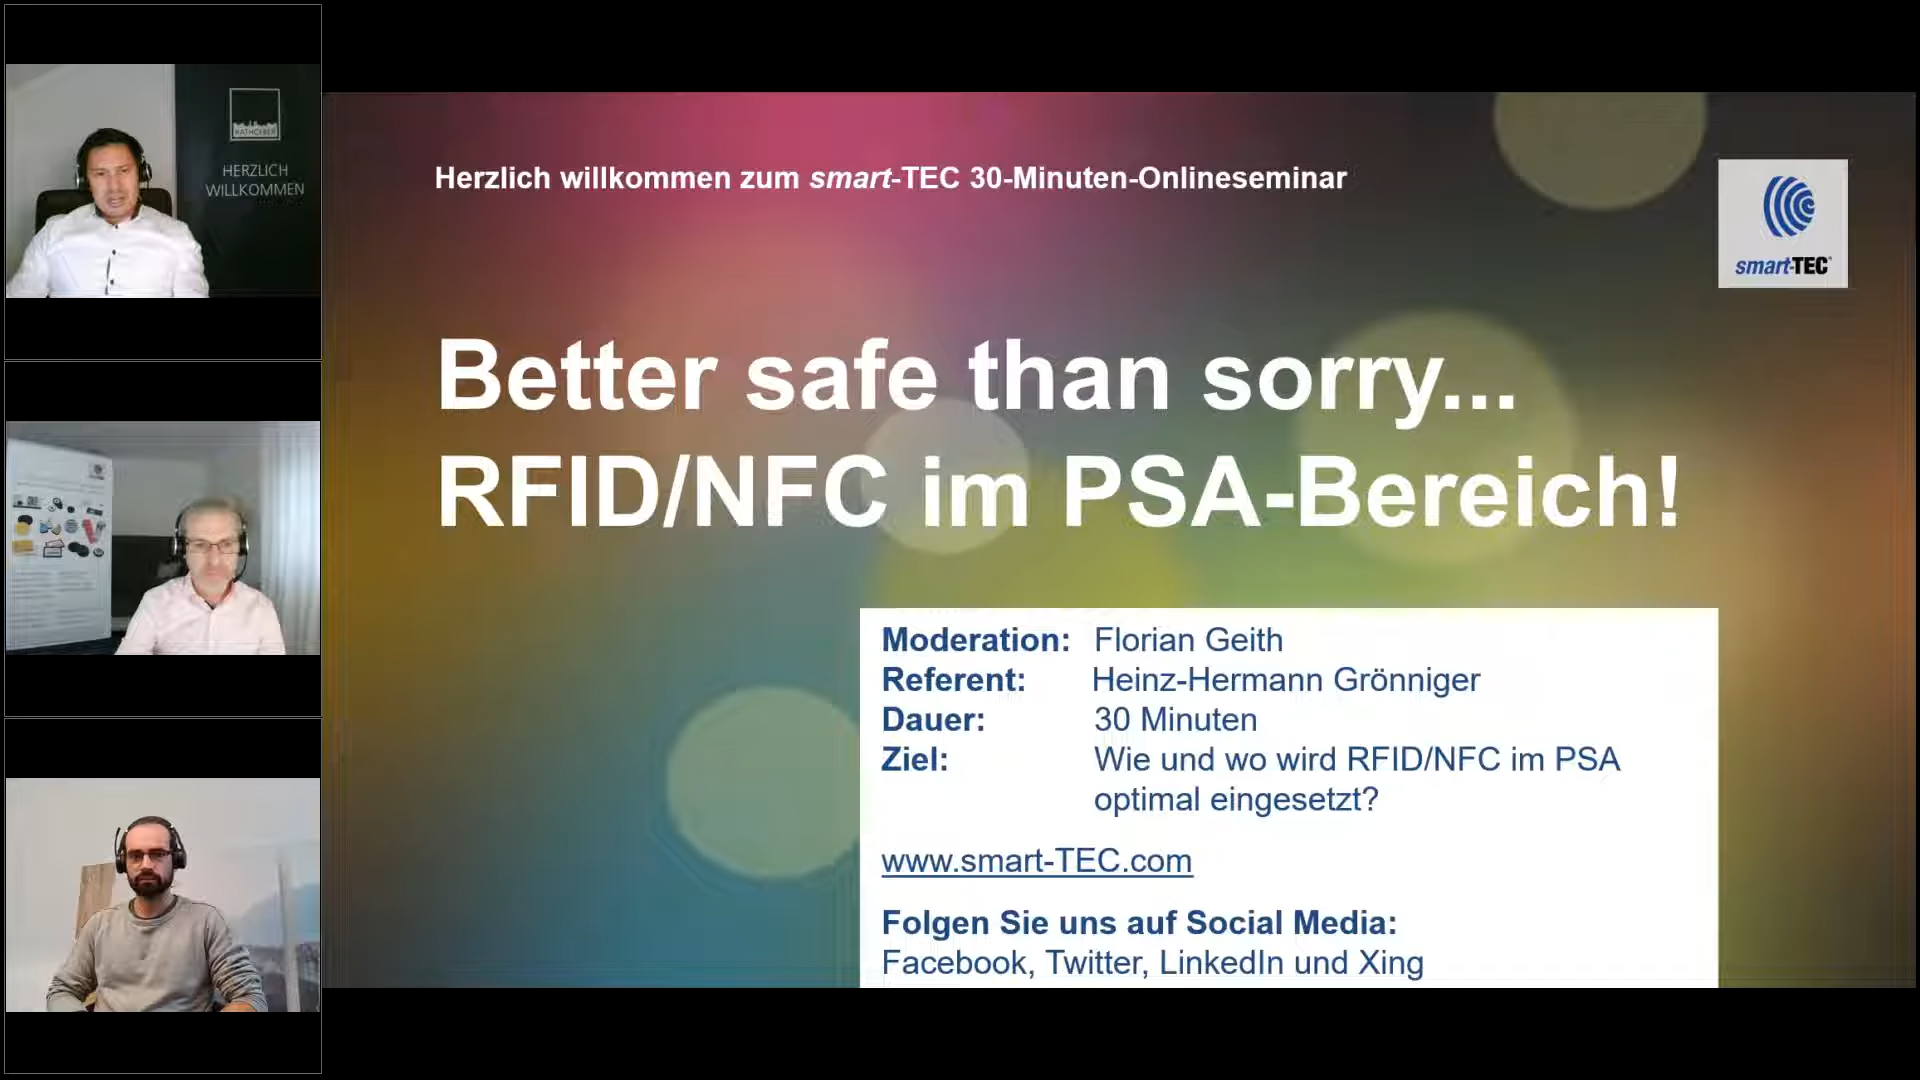 RATHGEBER
HERZLICH
WILLKOMMEN
Herzlich willkommen zum smart-TEC 30-Minuten-Onlineseminar
smart-TEC
Better safe than sorry...
RFID/NFC im PSA-Bereich!
Moderation: Florian Geith
Referent: Heinz-Hermann Grönniger
Dauer: 30 Minuten
Ziel: Wie und wo wird RFID/NFC im PSA
optimal eingesetzt?
www.smart-TEC.com
Folgen Sie uns auf Social Media:
Facebook, Twitter, LinkedIn und Xing